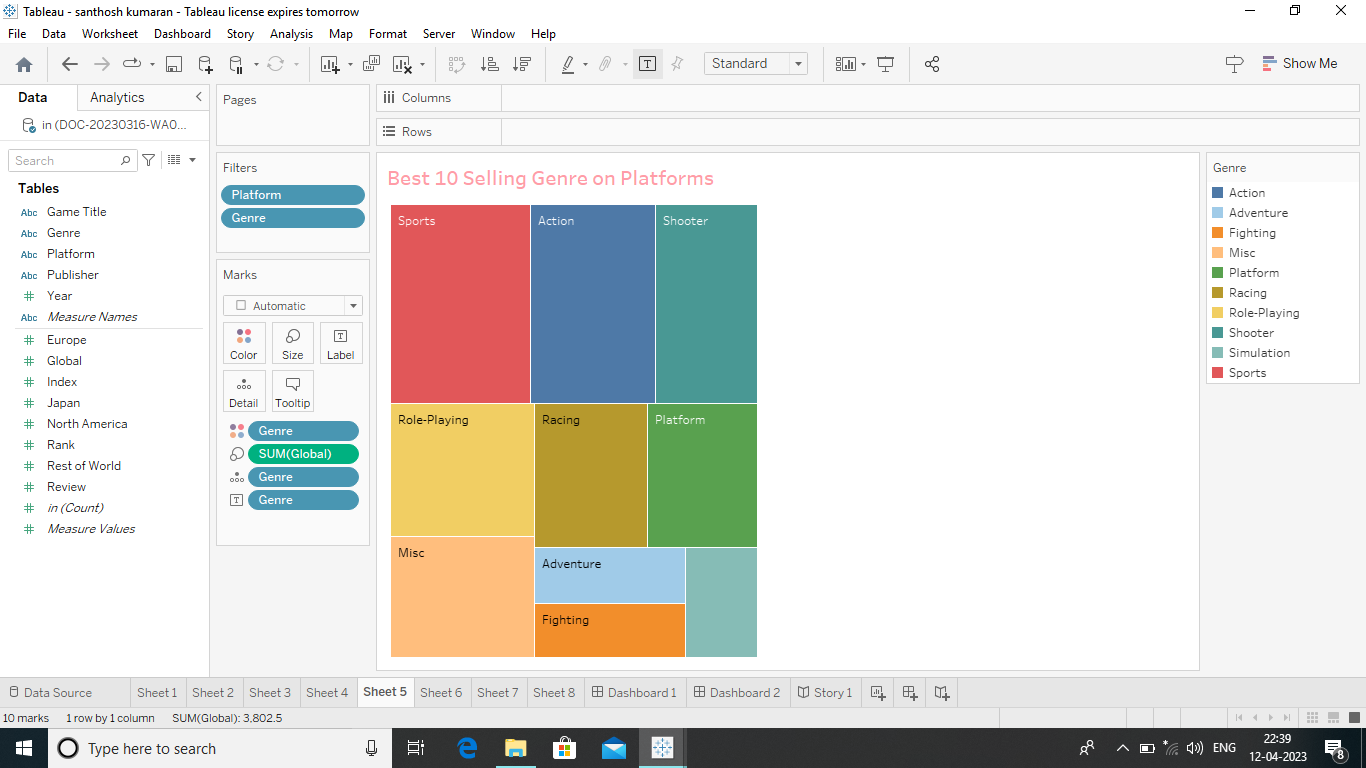 Tableau - santhosh kumaran - Tableau license expires tomorrow
File Data Worksheet Dashboard Story Analysis Map Format Server Window Help
Standard
Show Me
Data Analytics
in (DOC-20230316-WA0...
Search
Tables
Abc Game Title
Abc Genre
Abc Platform
Abc Publisher
# Year
Abc Measure Names
# Europe
# Global
# Index
# Japan
# North America
# Rank
# Rest of World
# Review
# in (Count)
# Measure Values
Pages
Filters
Platform
Genre
Marks
Automatic
Color Size Label
Detail Tooltip
Genre
SUM(Global)
Genre
Genre
Columns
Rows
Best 10 Selling Genre on Platforms
Sports Action Shooter
Role-Playing Racing Platform
Misc Adventure
Fighting
Genre
Action
Adventure
Fighting
Misc
Platform
Racing
Role-Playing
Shooter
Simulation
Sports
Data Source Sheet 1 Sheet 2 Sheet 3 Sheet 4 Sheet 5 Sheet 6 Sheet 7 Sheet 8 Dashboard 1 Dashboard 2 Story 1
10 marks 1 row by 1 column SUM(Global): 3.802.5
Type here to search
ENG
22:39
12-04-2023
8